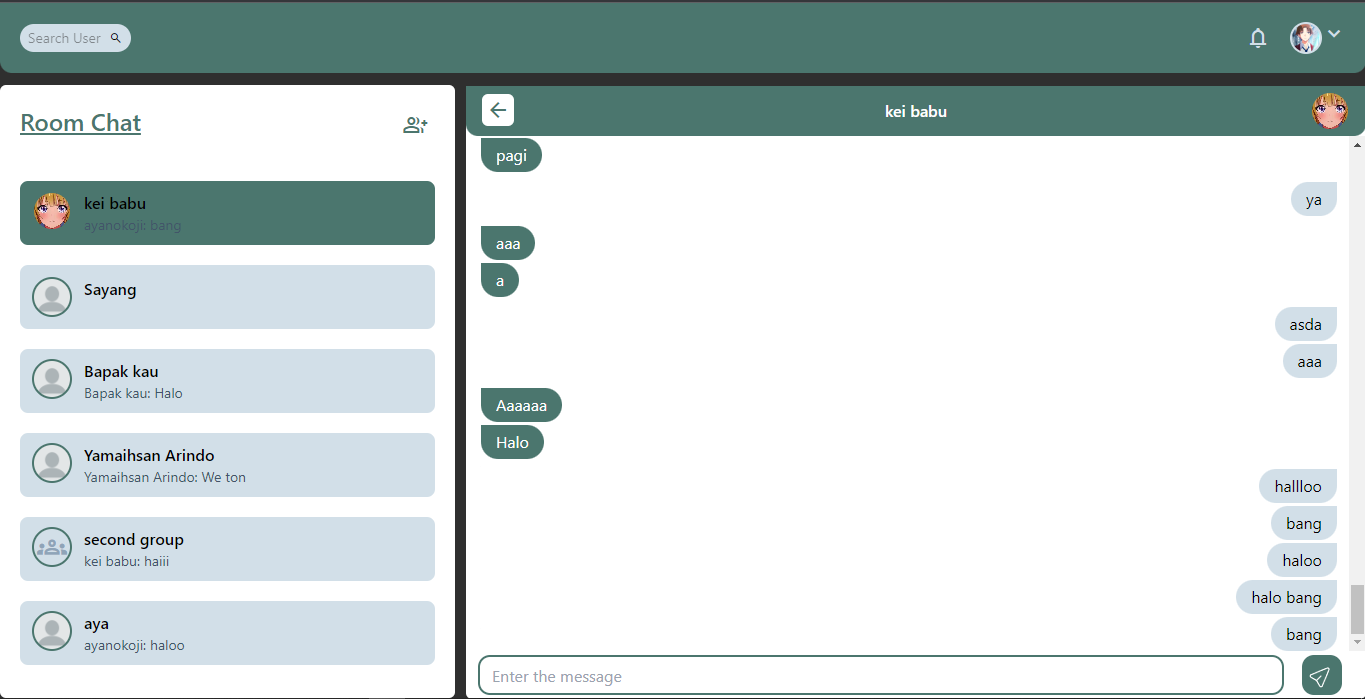 Search User
Room Chat
kei babu
ayanokoji: bang
Sayang
Bapak kau
Bapak kau: Halo
Yamaihsan Arindo
Yamaihsan Arindo: We ton
second group
kei babu: haiii
aya
ayanokoji: haloo
kei babu
pagi
ya
aaa
a
asda
aaa
Aaaaaa
Halo
hallloo
bang
haloo
halo bang
bang
Enter the message